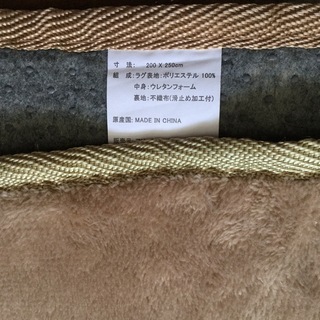 寸 法: 200 X 250cm
組 成:ラグ表地:ポリエステル 100%
中身:ウレタンフォーム
裏地:不織布(滑止め加工付)
原産国: MADE IN CHINA